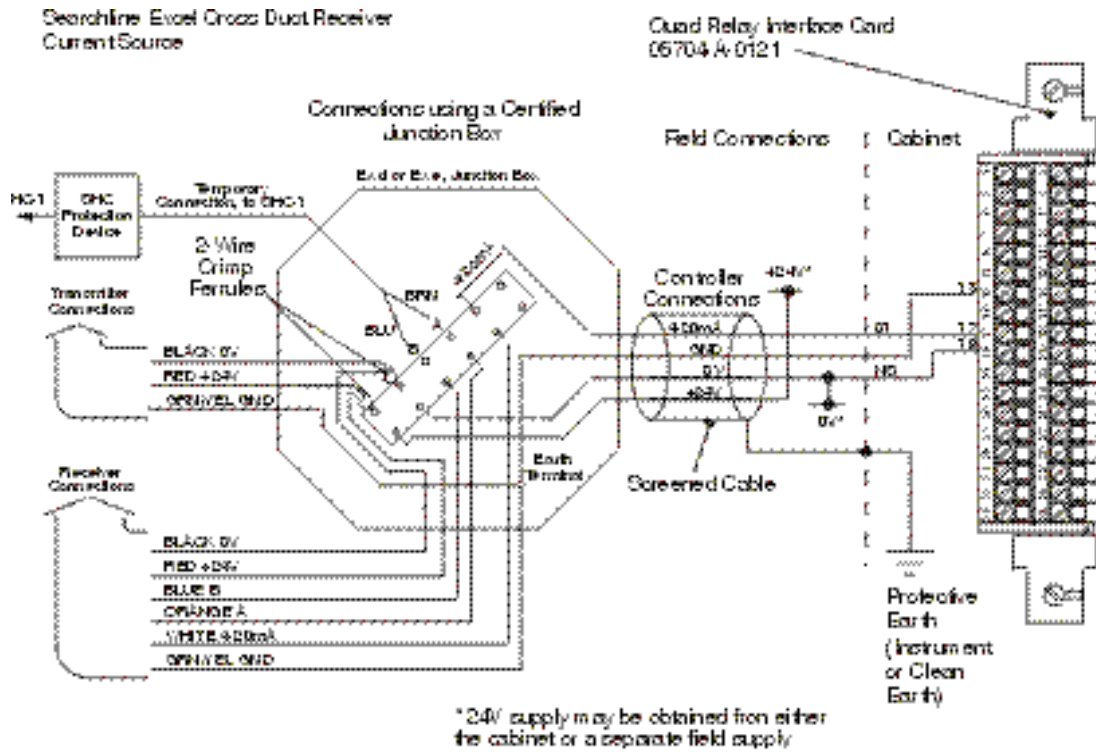 Searchline Excel Cross Duct Receiver
Current Source
Quad Relay Interface Card
05704-A-0121
Connections using a Certified
Junction Box
Field Connections
Cabinet
Exd or Exe, Junction Box
SHC
Protection
Device
Temporary
Connection, to SHC-1
2-Wire
Crimp
Ferrules
BRN
BLU
A
B
4-20mA
Controller
Connections
+24V*
Transmitter
Connections
BLACK 0V
RED +24V
GRN/YEL GND
4-20mA
GND
0V
+24V
01
NS
13
0V*
Earth
Terminal
Screened Cable
Receiver
Connections
BLACK 0V
RED +24V
BLUE B
ORANGE A
WHITE 4-20mA
GRN/YEL GND
Protective
Earth
(Instrument
or Clean
Earth)
*24V supply may be obtained from either
the cabinet or a separate field supply